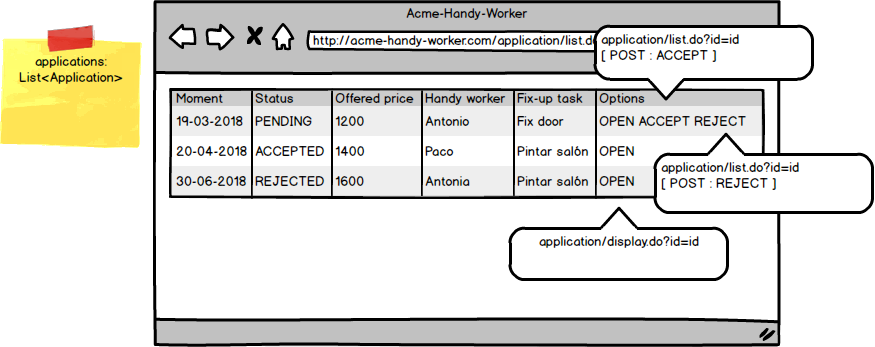 Acme-Handy-Worker
applications:
List<Application>
http://acme-handy-worker.com/application/list.do
application/list.do?id=id
[ POST : ACCEPT ]
Moment Status Offered price Handy worker Fix-up task Options
19-03-2018 PENDING 1200 Antonio Fix door OPEN ACCEPT REJECT
20-04-2018 ACCEPTED 1400 Paco Pintar salón OPEN
30-06-2018 REJECTED 1600 Antonia Pintar salón OPEN
application/list.do?id=id
[ POST : REJECT ]
application/display.do?id=id